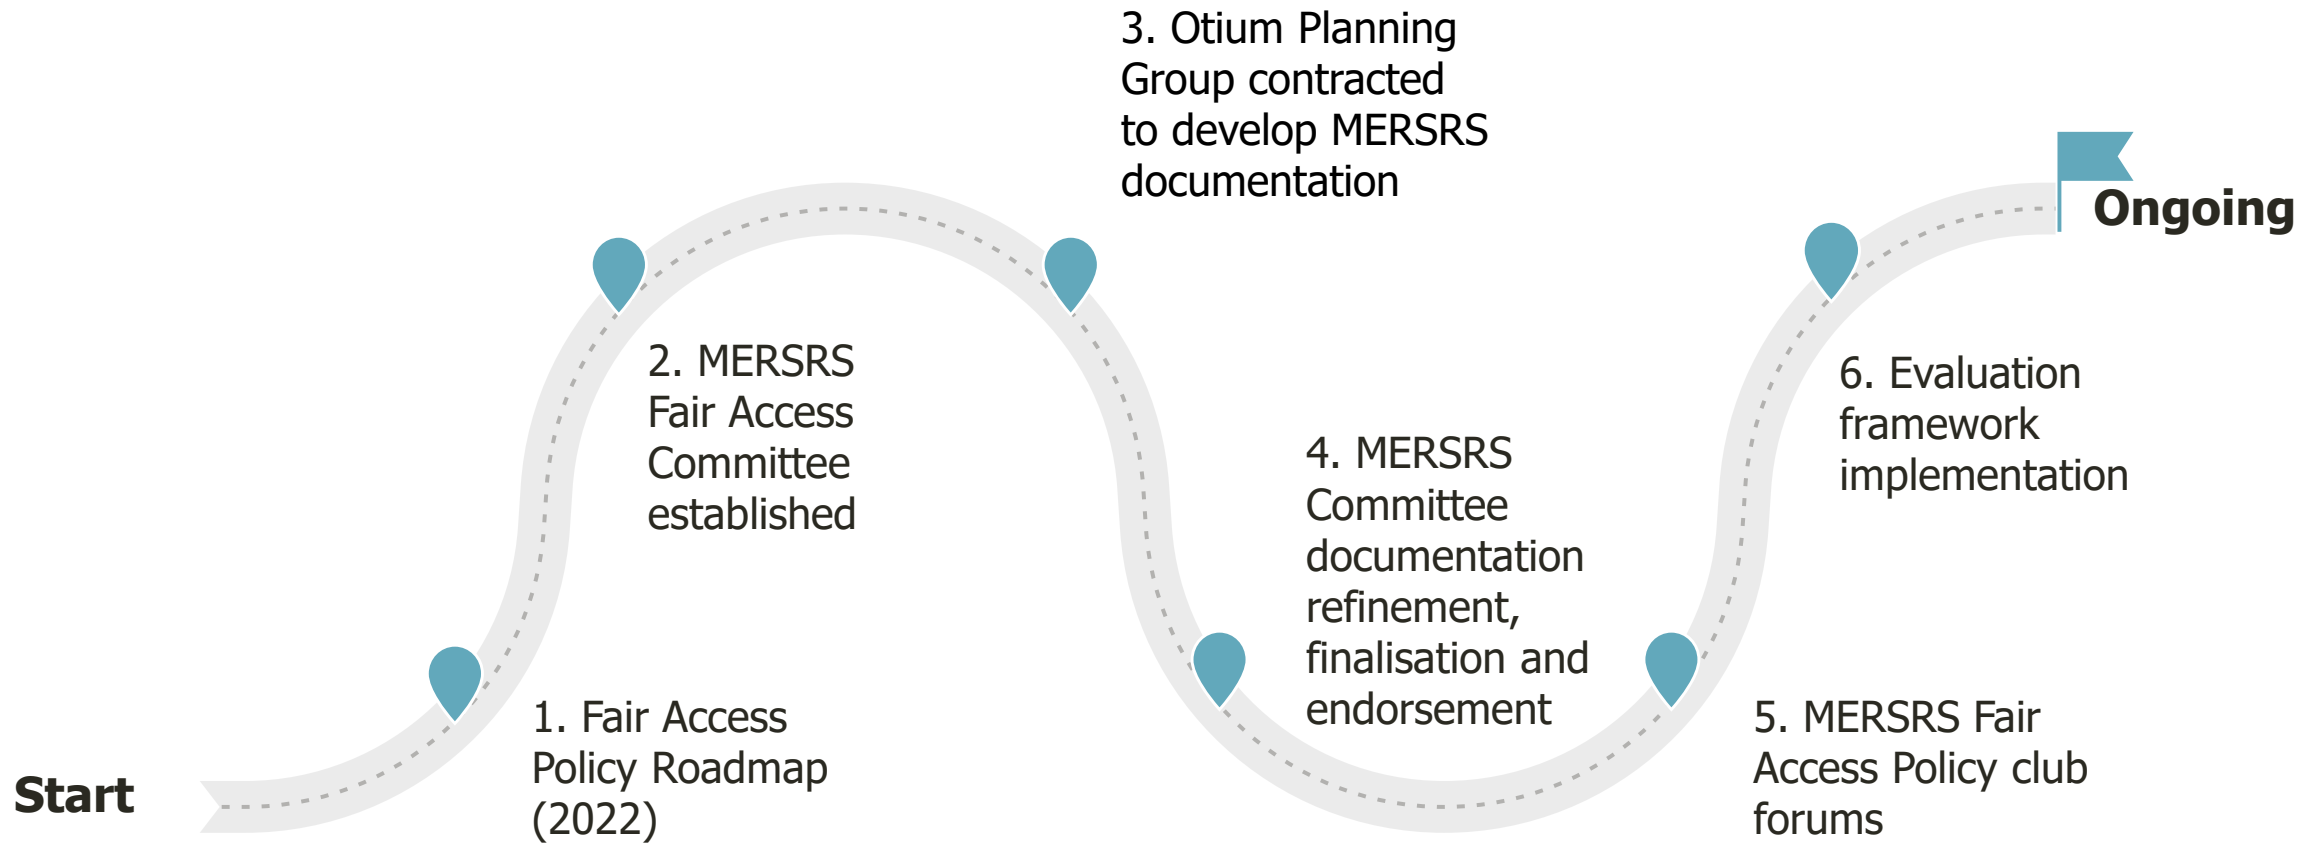 Start
1. Fair Access
Policy Roadmap
(2022)
2. MERSRS
Fair Access
Committee
established
3. Otium Planning
Group contracted
to develop MERSRS
documentation
4. MERSRS
Committee
documentation
refinement,
finalisation and
endorsement
5. MERSRS Fair
Access Policy club
forums
6. Evaluation
framework
implementation
Ongoing